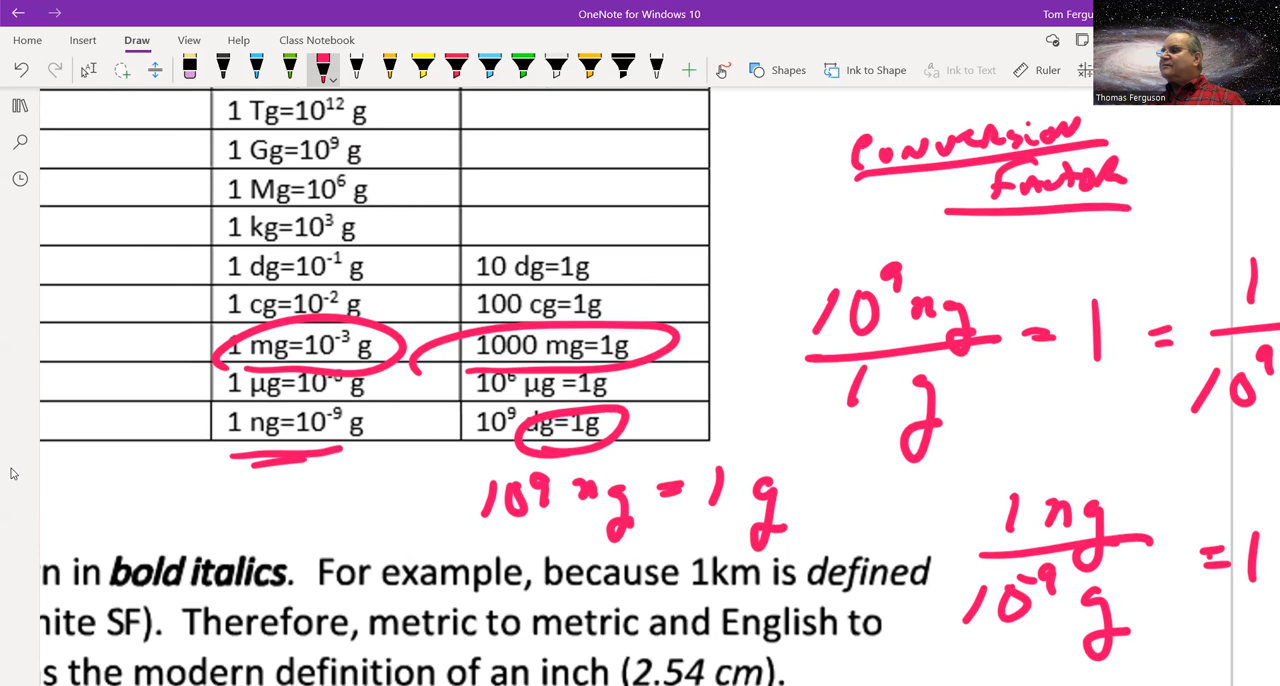 OneNote for Windows 10
Tom Fergu
Home Insert Draw View Help Class Notebook
Shapes Ink to Shape Ink to Text Ruler
Thomas Ferguson
1 Tg=10¹² g
1 Gg=10⁹ g
1 Mg=10⁶ g
1 kg=10³ g
1 dg=10⁻¹ g 10 dg=1g
1 cg=10⁻² g 100 cg=1g
1 mg=10⁻³ g 1000 mg=1g
1 µg=10⁻⁶ g 10⁶ µg =1g
1 ng=10⁻⁹ g 10⁹ dg=1g
10⁹ ng = 1 g
Conversion
Factor
10⁹ ng / 1 g = 1 = 1 / 10⁹
1 ng / 10⁻⁹ g = 1
n in bold italics. For example, because 1km is defined
nite SF). Therefore, metric to metric and English to
s the modern definition of an inch (2.54 cm).